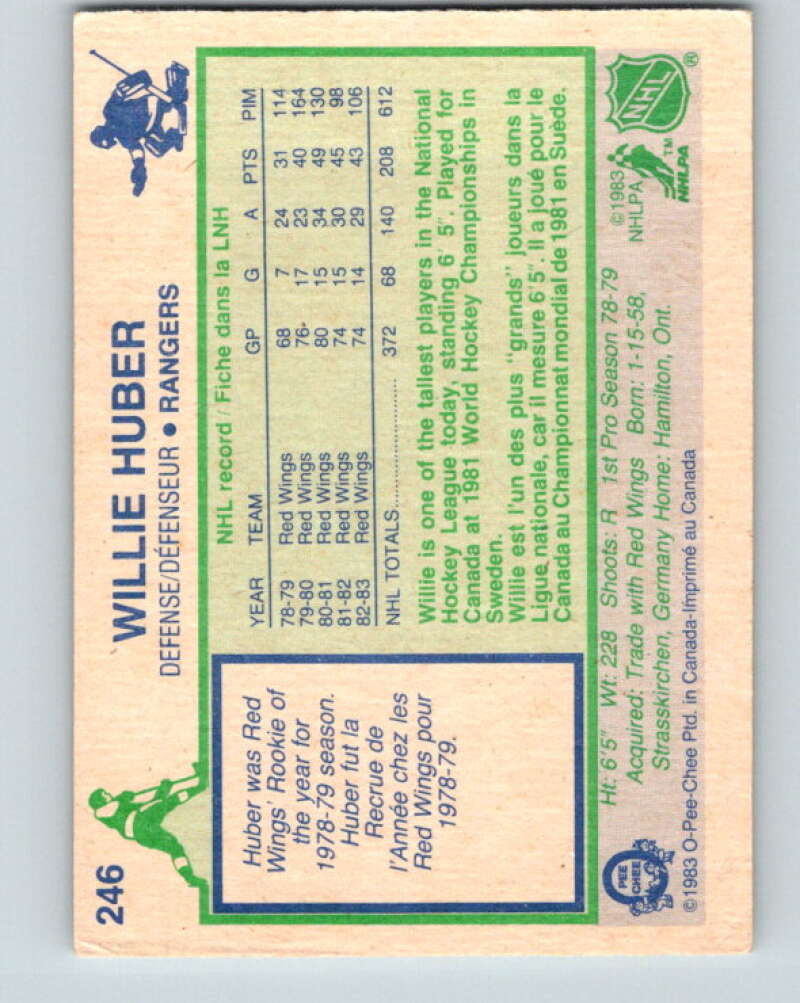 246
WILLIE HUBER
DEFENSE/DÉFENSEUR • RANGERS
Huber was Red
Wings' Rookie of
the year for
1978-79 season.
Huber fut la
Recrue de
l'Année chez les
Red Wings pour
1978-79.
NHL record / Fiche dans la LNH
YEAR TEAM GP G A PTS PIM
78-79 Red Wings 68 7 24 31 114
79-80 Red Wings 76- 17 23 40 164
80-81 Red Wings 80 15 34 49 130
81-82 Red Wings 74 15 30 45 98
82-83 Red Wings 74 14 29 43 106
NHL TOTALS.................... 372 68 140 208 612
Willie is one of the tallest players in the National
Hockey League today, standing 6' 5". Played for
Canada at 1981 World Hockey Championships in
Sweden.
Willie est l'un des plus "grands" joueurs dans la
Ligue nationale, car il mesure 6'5". Il a joué pour le
Canada au Championnat mondial de 1981 en Suède.
Ht: 6'5" Wt: 228 Shoots: R 1st Pro Season 78-79
Acquired: Trade with Red Wings Born: 1-15-58,
Strasskirchen, Germany Home: Hamilton, Ont.
©1983 O-Pee-Chee Ptd. in Canada-Imprimé au Canada
O
PEE
CHEE
©1983
NHLPA
NHLPA
TM
NHL
®